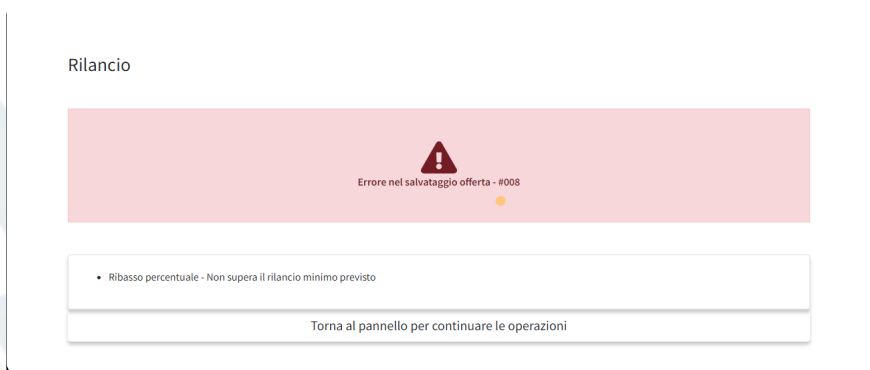 Rilancio
Errore nel salvataggio offerta - #008
Ribasso percentuale - Non supera il rilancio minimo previsto
Torna al pannello per continuare le operazioni